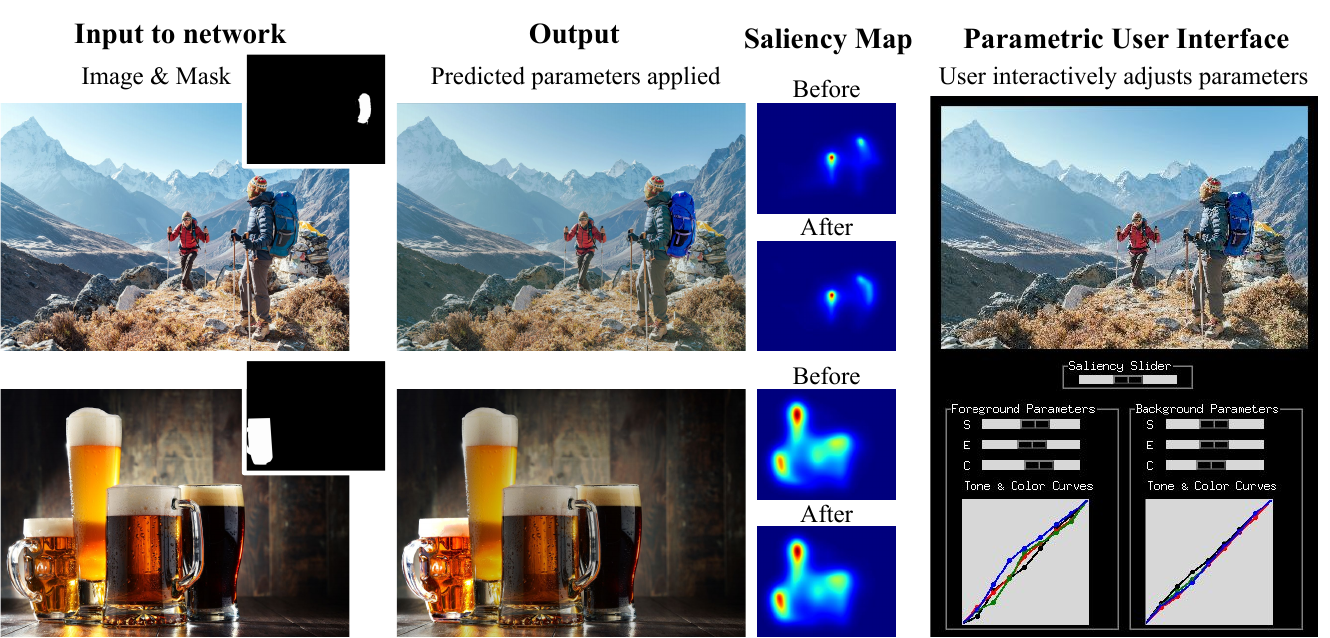 Input to network
Image & Mask
Output
Predicted parameters applied
Saliency Map
Before
After
Before
After
Parametric User Interface
User interactively adjusts parameters
Saliency Slider
Foreground Parameters
S
E
C
Tone & Color Curves
Background Parameters
S
E
C
Tone & Color Curves